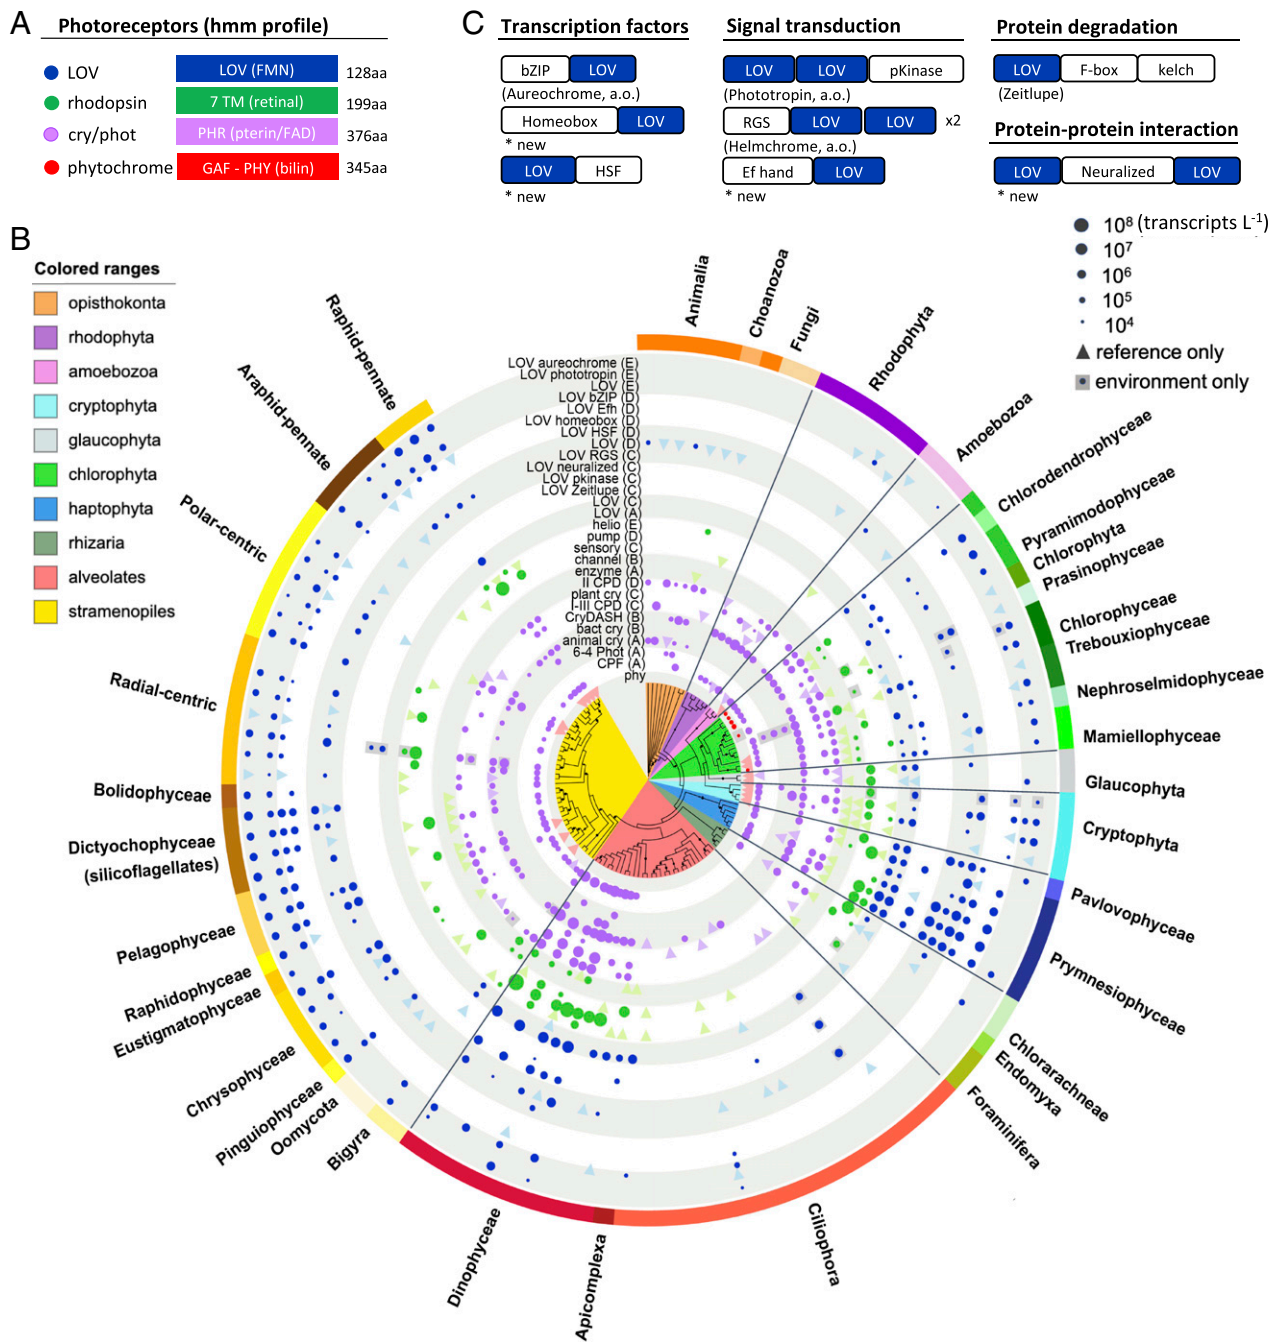 A
Photoreceptors (hmm profile)
LOV
LOV (FMN)
128aa
rhodopsin
7 TM (retinal)
199aa
cry/phot
PHR (pterin/FAD)
376aa
phytochrome
GAF - PHY (bilin)
345aa
C
Transcription factors
bZIP
LOV
(Aureochrome, a.o.)
Homeobox
LOV
* new
LOV
HSF
* new
Signal transduction
LOV
LOV
pKinase
(Phototropin, a.o.)
RGS
LOV
LOV
x2
(Helmchrome, a.o.)
Ef hand
LOV
* new
Protein degradation
LOV
F-box
kelch
(Zeitlupe)
Protein-protein interaction
LOV
Neuralized
LOV
* new
10⁸ (transcripts L⁻¹)
10⁷
10⁶
10⁵
10⁴
reference only
environment only
B
Colored ranges
opisthokonta
rhodophyta
amoebozoa
cryptophyta
glaucophyta
chlorophyta
haptophyta
rhizaria
alveolates
stramenopiles
LOV aureochrome (E)
LOV phototropin (E)
LOV (E)
LOV bZIP (D)
LOV Efh (D)
LOV homeobox (D)
LOV HSF (D)
LOV (D)
LOV RGS (C)
LOV neuralized (C)
LOV pkinase (C)
LOV Zeitlupe (C)
LOV (C)
LOV (A)
helio (E)
pump (D)
sensory (C)
channel (B)
enzyme (A)
II CPD (D)
plant cry (C)
I-III CPD (C)
CryDASH (B)
bact cry (B)
animal cry (A)
6-4 Phot (A)
CPF (A)
phy
Animalia
Choanozoa
Fungi
Rhodophyta
Amoebozoa
Chlorodendrophyceae
Pyramimodophyceae
Chlorophyta
Prasinophyceae
Chlorophyceae
Trebouxiophyceae
Nephroselmidophyceae
Mamiellophyceae
Glaucophyta
Cryptophyta
Pavlovophyceae
Prymnesiophyceae
Chlorarachneae
Endomyxa
Foraminifera
Ciliophora
Apicomplexa
Dinophyceae
Bigyra
Oomycota
Pinguiophyceae
Chrysophyceae
Eustigmatophyceae
Raphidophyceae
Pelagophyceae
Dictyochophyceae
(silicoflagellates)
Bolidophyceae
Radial-centric
Polar-centric
Araphid-pennate
Raphid-pennate